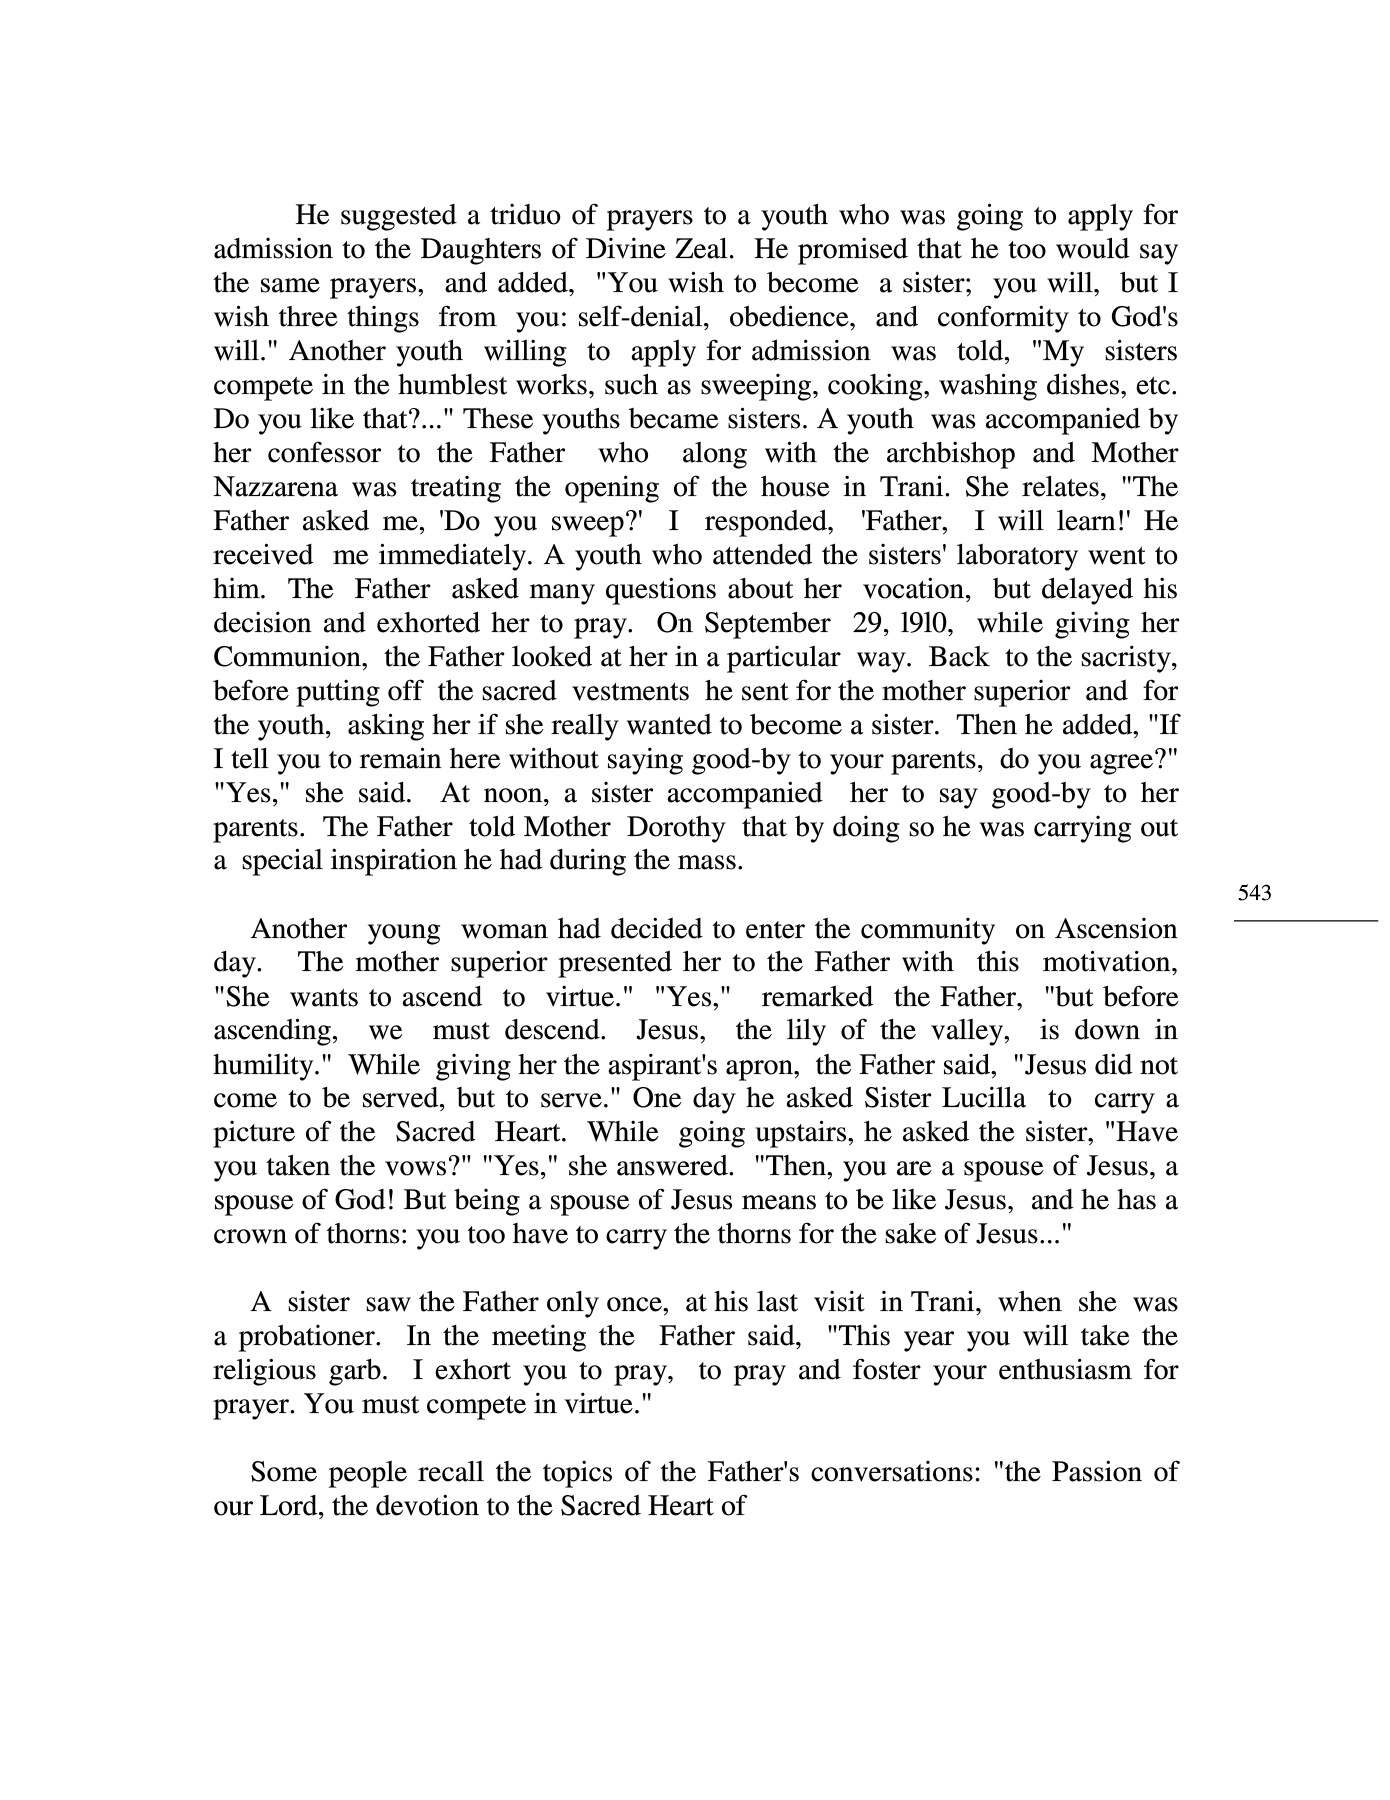 He suggested a triduo of prayers to a youth who was going to apply for
admission to the Daughters of Divine Zeal. He promised that he too would say
the same prayers, and added, "You wish to become a sister; you will, but I
wish three things from you: self-denial, obedience, and conformity to God's
will." Another youth willing to apply for admission was told, "My sisters
compete in the humblest works, such as sweeping, cooking, washing dishes, etc.
Do you like that?..." These youths became sisters. A youth was accompanied by
her confessor to the Father who along with the archbishop and Mother
Nazzarena was treating the opening of the house in Trani. She relates, "The
Father asked me, 'Do you sweep?' I responded, 'Father, I will learn!' He
received me immediately. A youth who attended the sisters' laboratory went to
him. The Father asked many questions about her vocation, but delayed his
decision and exhorted her to pray. On September 29, l9l0, while giving her
Communion, the Father looked at her in a particular way. Back to the sacristy,
before putting off the sacred vestments he sent for the mother superior and for
the youth, asking her if she really wanted to become a sister. Then he added, "If
I tell you to remain here without saying good-by to your parents, do you agree?"
"Yes," she said. At noon, a sister accompanied her to say good-by to her
parents. The Father told Mother Dorothy that by doing so he was carrying out
a special inspiration he had during the mass.
543
Another young woman had decided to enter the community on Ascension
day. The mother superior presented her to the Father with this motivation,
"She wants to ascend to virtue." "Yes," remarked the Father, "but before
ascending, we must descend. Jesus, the lily of the valley, is down in
humility." While giving her the aspirant's apron, the Father said, "Jesus did not
come to be served, but to serve." One day he asked Sister Lucilla to carry a
picture of the Sacred Heart. While going upstairs, he asked the sister, "Have
you taken the vows?" "Yes," she answered. "Then, you are a spouse of Jesus, a
spouse of God! But being a spouse of Jesus means to be like Jesus, and he has a
crown of thorns: you too have to carry the thorns for the sake of Jesus..."
A sister saw the Father only once, at his last visit in Trani, when she was
a probationer. In the meeting the Father said, "This year you will take the
religious garb. I exhort you to pray, to pray and foster your enthusiasm for
prayer. You must compete in virtue."
Some people recall the topics of the Father's conversations: "the Passion of
our Lord, the devotion to the Sacred Heart of